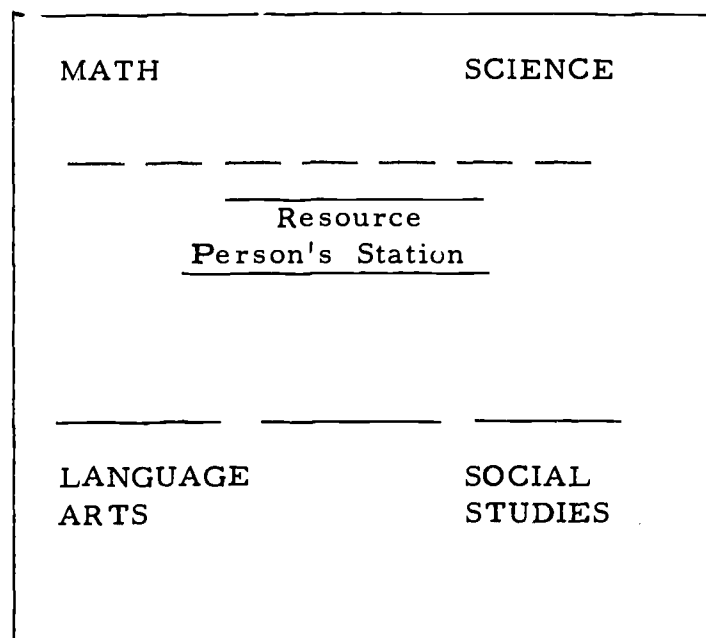 MATH SCIENCE
Resource
Person's Station
LANGUAGE SOCIAL
ARTS STUDIES